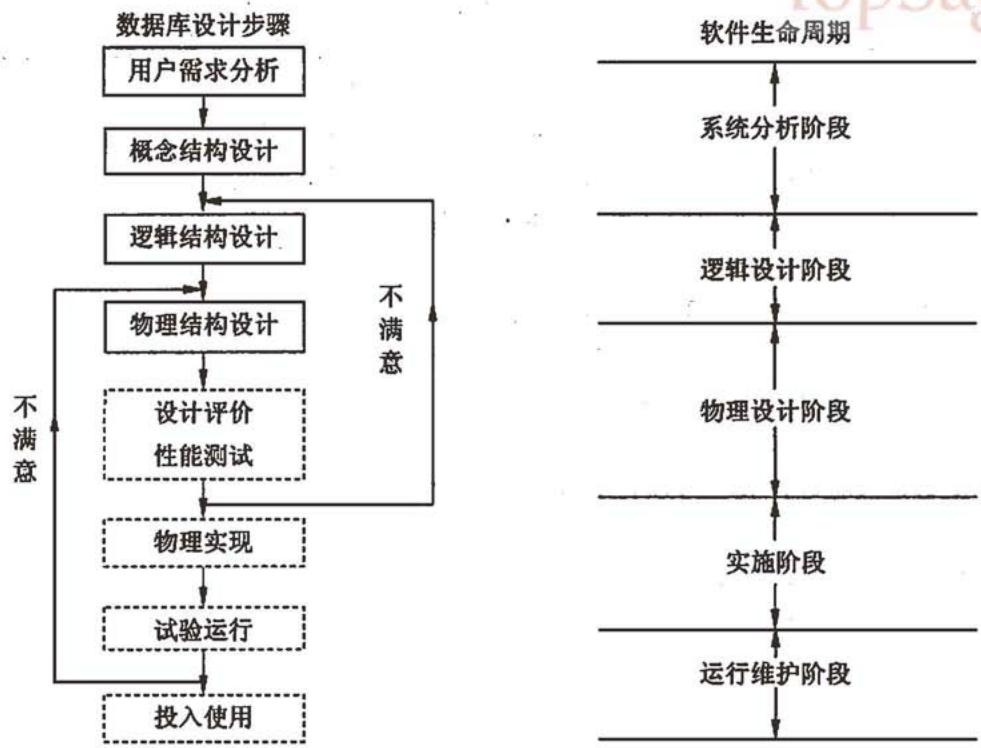 数据库设计步骤
用户需求分析
概念结构设计
逻辑结构设计
物理结构设计
设计评价
性能测试
物理实现
试验运行
投入使用
不满意
不满意
软件生命周期
系统分析阶段
逻辑设计阶段
物理设计阶段
实施阶段
运行维护阶段